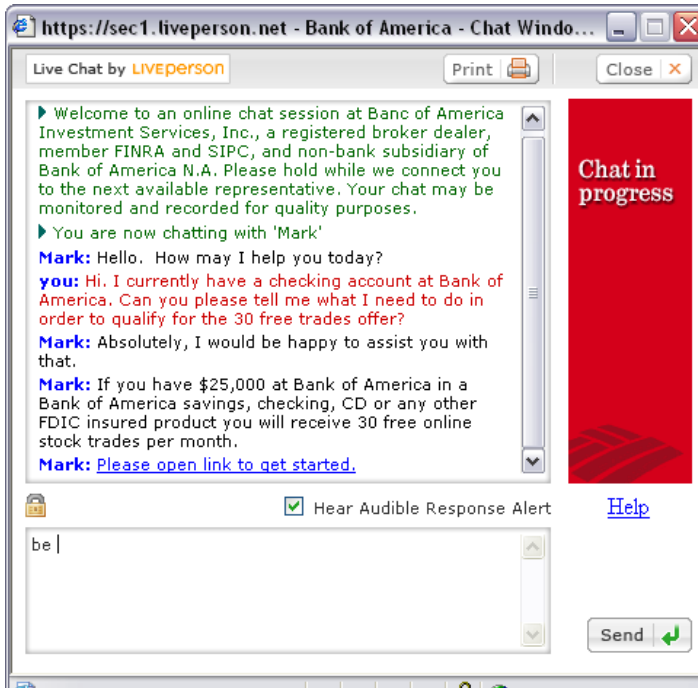 https://sec1.liveperson.net - Bank of America - Chat Windo...
Live Chat by LIVEPERSON
Print
Close
Welcome to an online chat session at Banc of America
Investment Services, Inc., a registered broker dealer,
member FINRA and SIPC, and non-bank subsidiary of
Bank of America N.A. Please hold while we connect you
to the next available representative. Your chat may be
monitored and recorded for quality purposes.
You are now chatting with 'Mark'
Mark: Hello. How may I help you today?
you: Hi. I currently have a checking account at Bank of
America. Can you please tell me what I need to do in
order to qualify for the 30 free trades offer?
Mark: Absolutely, I would be happy to assist you with
that.
Mark: If you have $25,000 at Bank of America in a
Bank of America savings, checking, CD or any other
FDIC insured product you will receive 30 free online
stock trades per month.
Mark: Please open link to get started.
Chat in
progress
Hear Audible Response Alert
Help
be
Send